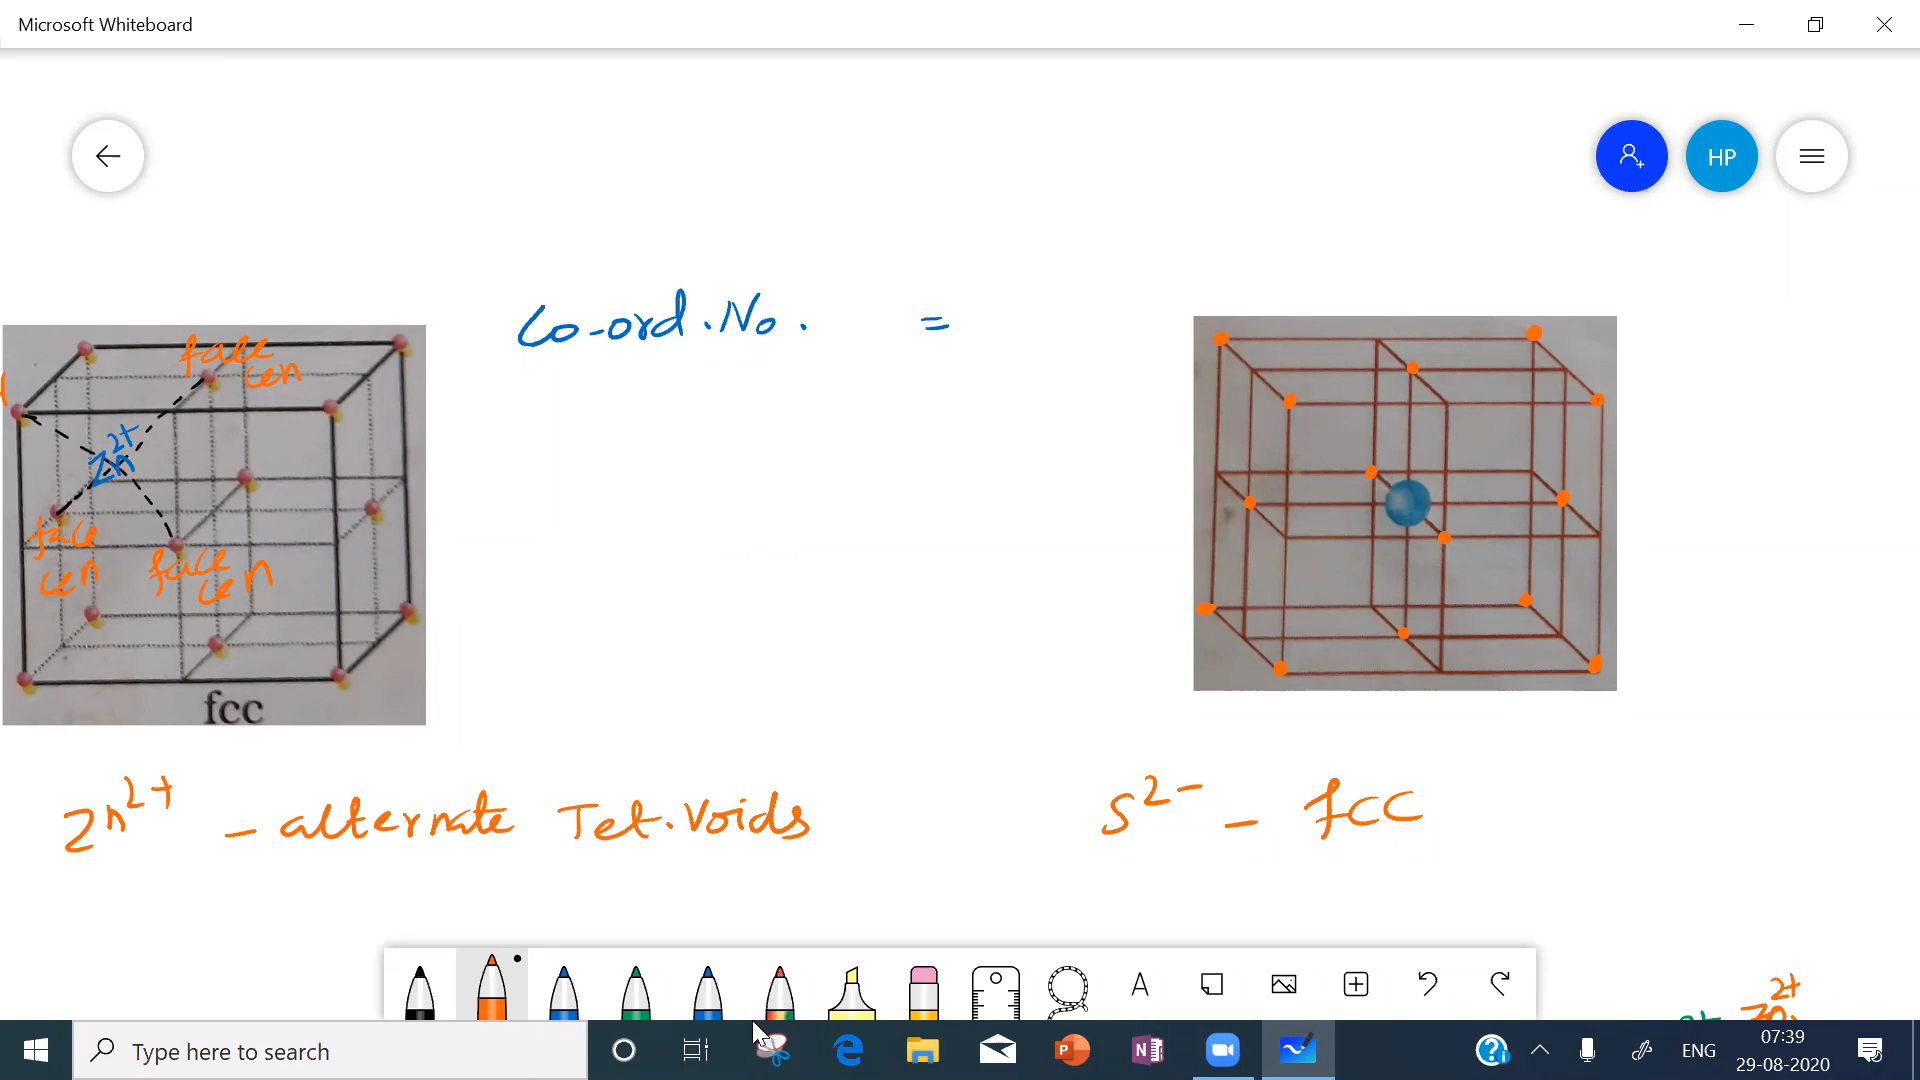 Microsoft Whiteboard
HP
Co-ord. No. =
face
cen
Zn2+
face
cen
face
cen
fcc
Zn2+ - alternate Tet. Voids
S2- - fcc
A
2+
Type here to search
ENG
07:39
29-08-2020